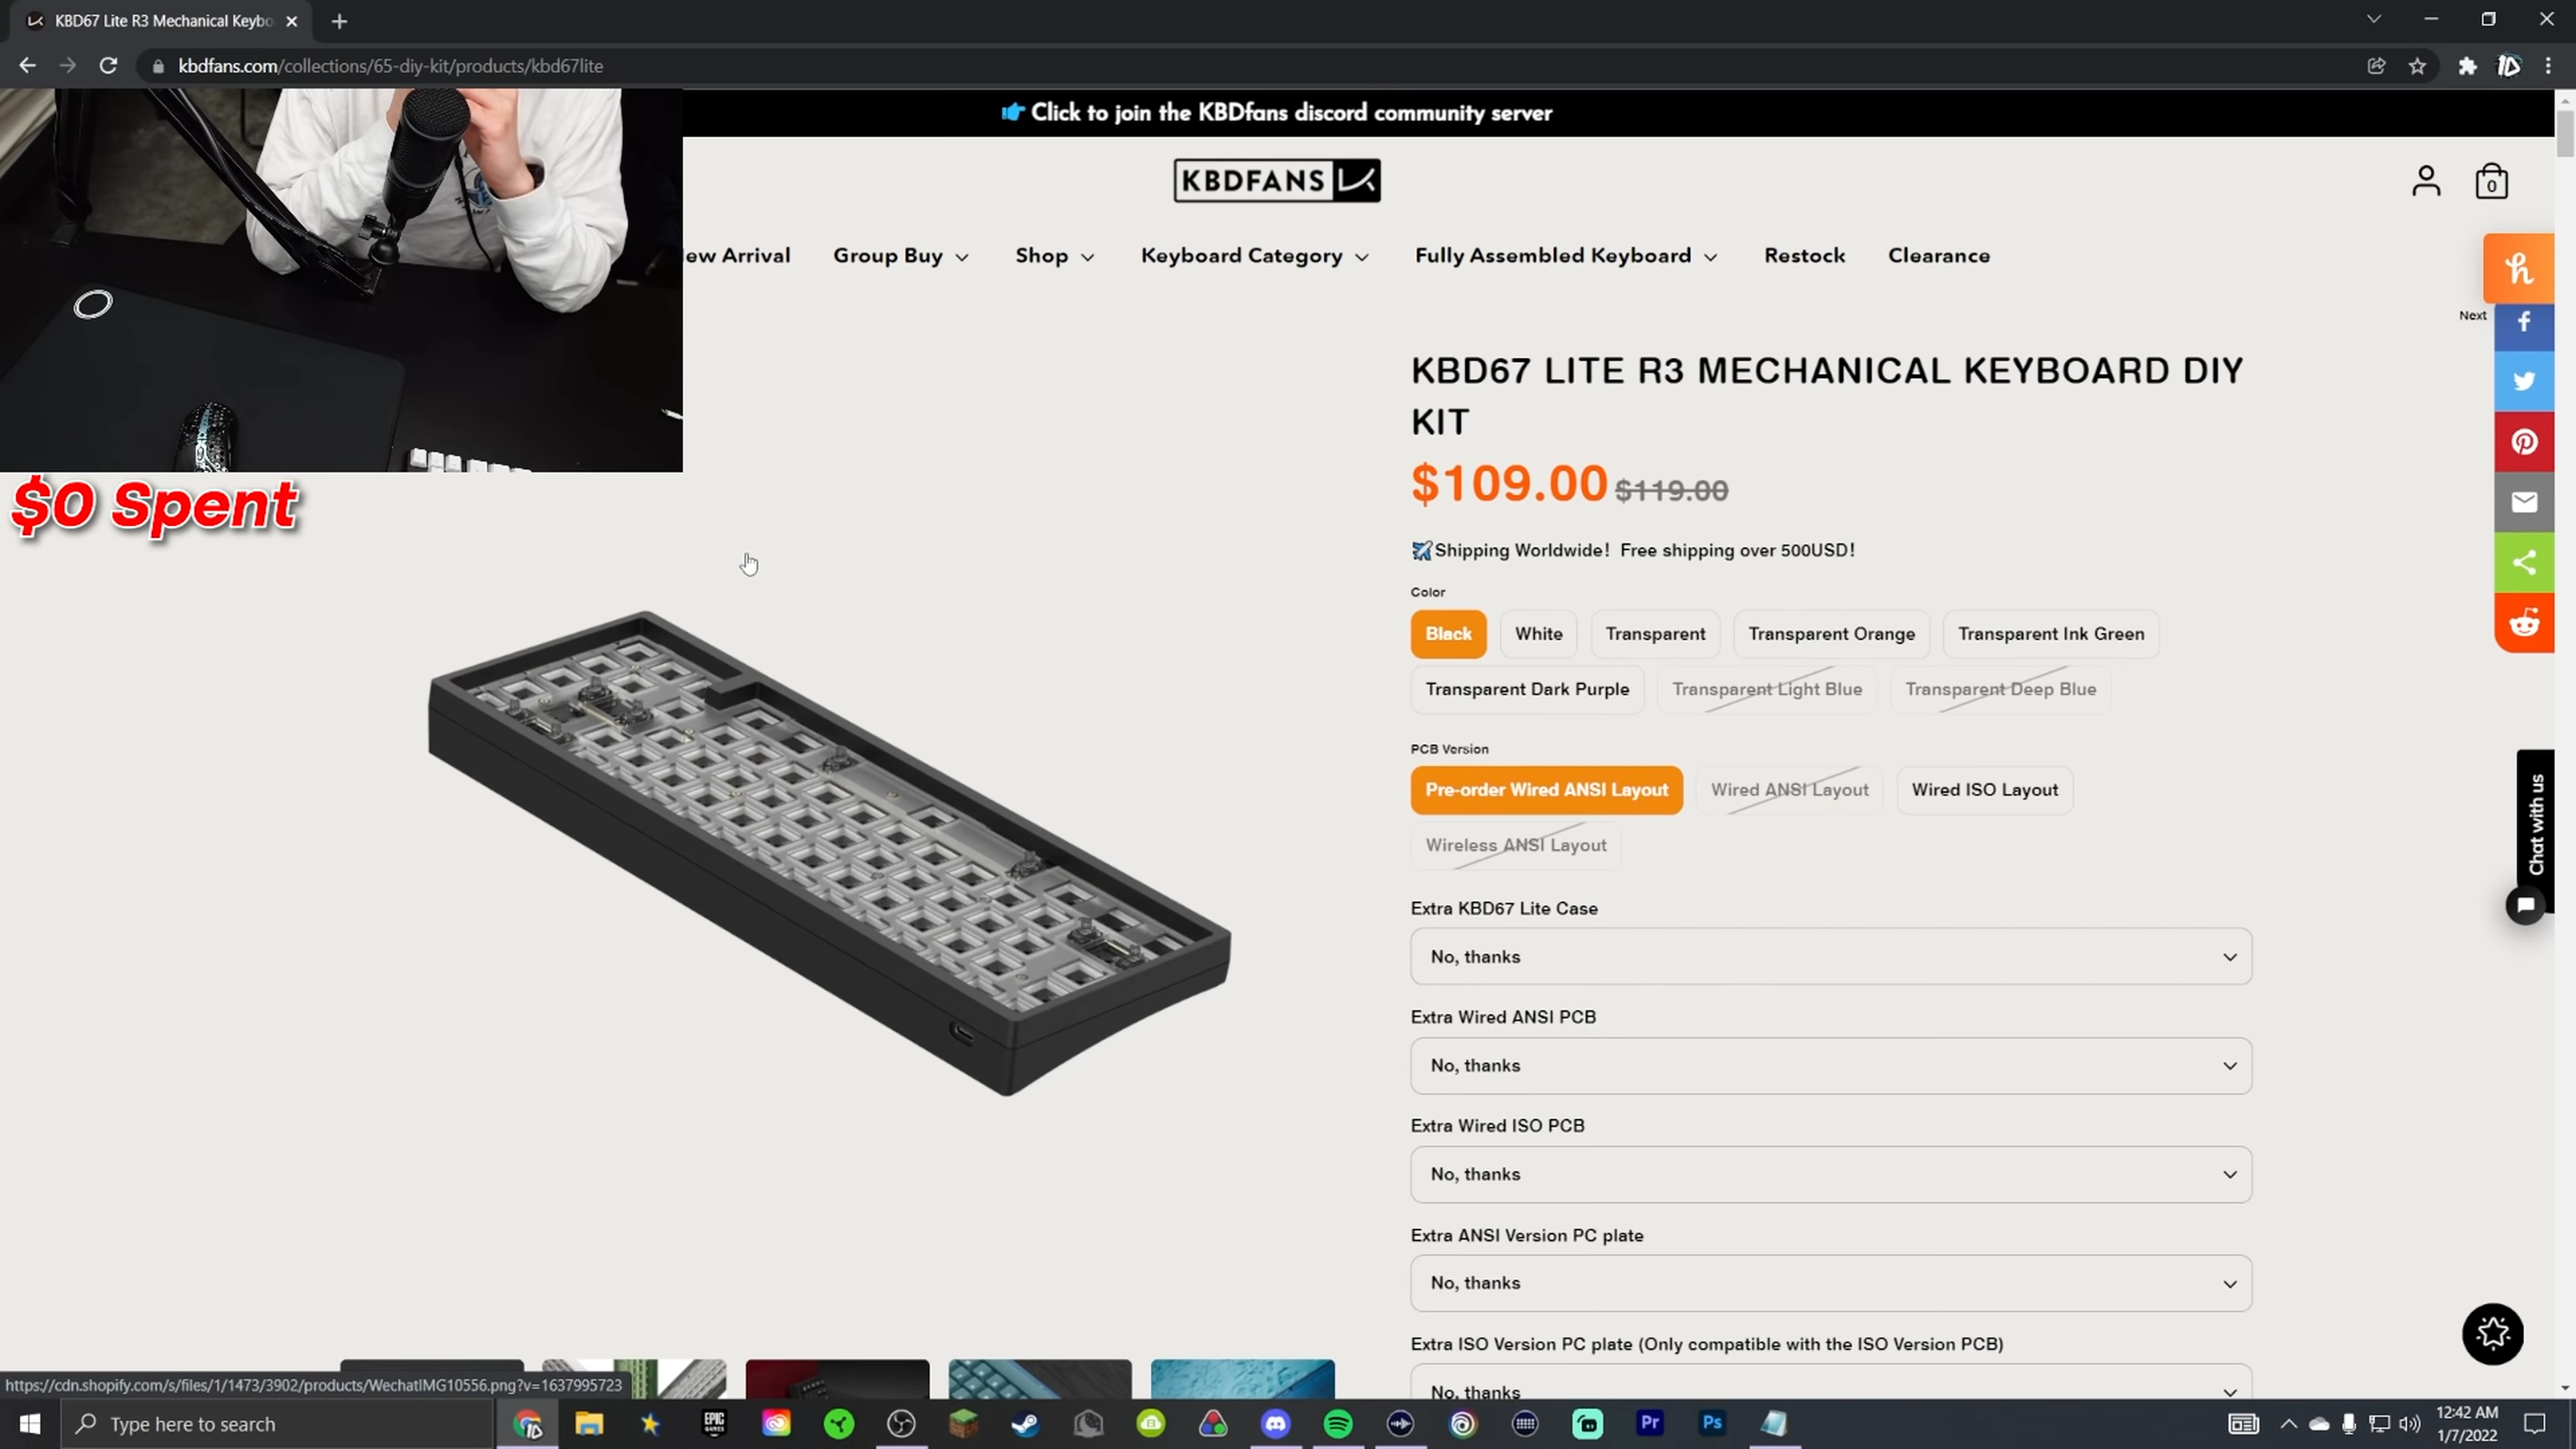 KBD67 Lite R3 Mechanical Keybo
kbdfans.com/collections/65-diy-kit/products/kbd67lite
Click to join the KBDfans discord community server
KBDFANS
0
ew Arrival
Group Buy
Shop
Keyboard Category
Fully Assembled Keyboard
Restock
Clearance
Next
KBD67 LITE R3 MECHANICAL KEYBOARD DIY
KIT
$109.00 $119.00
$0 Spent
Shipping Worldwide! Free shipping over 500USD!
Color
Black
White
Transparent
Transparent Orange
Transparent Ink Green
Transparent Dark Purple
Transparent Light Blue
Transparent Deep Blue
PCB Version
Pre-order Wired ANSI Layout
Wired ANSI Layout
Wired ISO Layout
Wireless ANSI Layout
Chat with us
Extra KBD67 Lite Case
No, thanks
Extra Wired ANSI PCB
No, thanks
Extra Wired ISO PCB
No, thanks
Extra ANSI Version PC plate
No, thanks
Extra ISO Version PC plate (Only compatible with the ISO Version PCB)
No, thanks
https://cdn.shopify.com/s/files/1/1473/3902/products/WechatIMG10556.png?v=1637995723
Type here to search
EPIC
GAMES
Pr
Ps
12:42 AM
1/7/2022